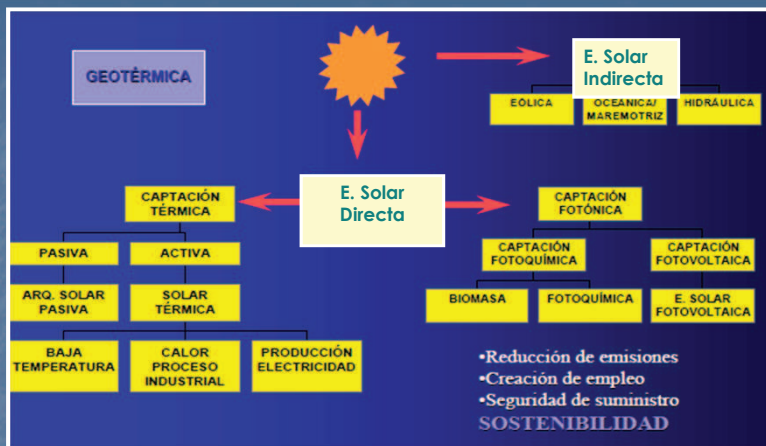 GEOTÉRMICA
E. Solar
Indirecta
EÓLICA
OCEÁNICA/
MAREMOTRIZ
HIDRÁULICA
E. Solar
Directa
CAPTACIÓN
TÉRMICA
PASIVA
ACTIVA
ARQ. SOLAR
PASIVA
SOLAR
TÉRMICA
BAJA
TEMPERATURA
CALOR
PROCESO
INDUSTRIAL
PRODUCCIÓN
ELECTRICIDAD
CAPTACIÓN
FOTÓNICA
CAPTACIÓN
FOTOQUÍMICA
CAPTACIÓN
FOTOVOLTAICA
BIOMASA
FOTOQUÍMICA
E. SOLAR
FOTOVOLTAICA
•Reducción de emisiones
•Creación de empleo
•Seguridad de suministro
SOSTENIBILIDAD